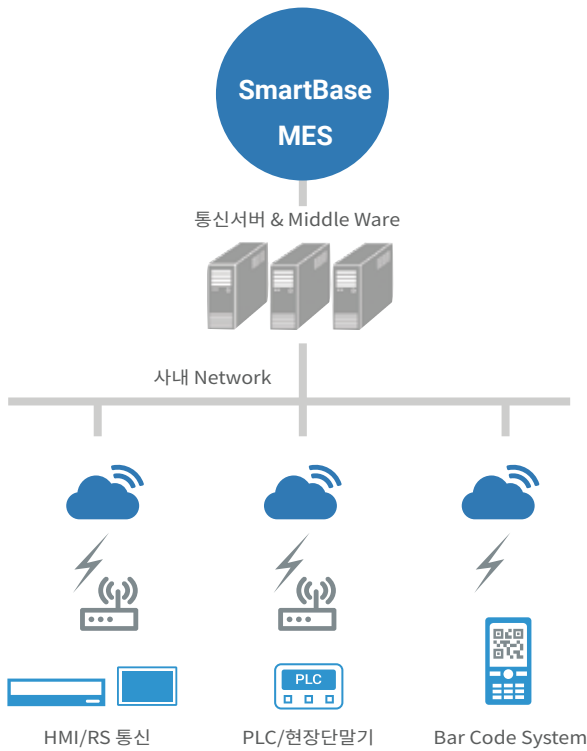 SmartBase
MES
통신서버 & Middle Ware
사내 Network
PLC
HMI/RS 통신
PLC/현장단말기
Bar Code System